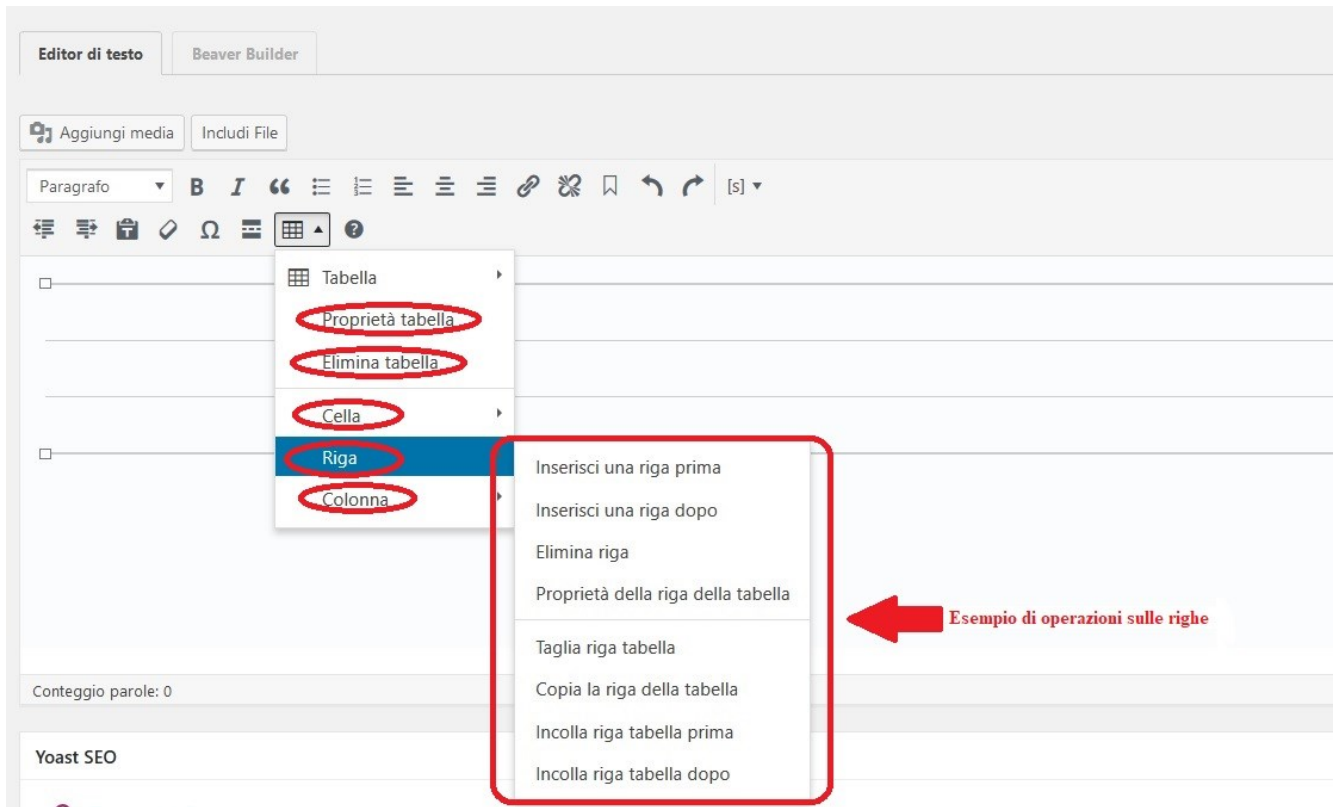 Editor di testo
Beaver Builder
Aggiungi media
Includi File
Paragrafo
[s]
Tabella
Proprietà tabella
Elimina tabella
Cella
Riga
Colonna
Inserisci una riga prima
Inserisci una riga dopo
Elimina riga
Proprietà della riga della tabella
Esempio di operazioni sulle righe
Taglia riga tabella
Copia la riga della tabella
Incolla riga tabella prima
Incolla riga tabella dopo
Conteggio parole: 0
Yoast SEO